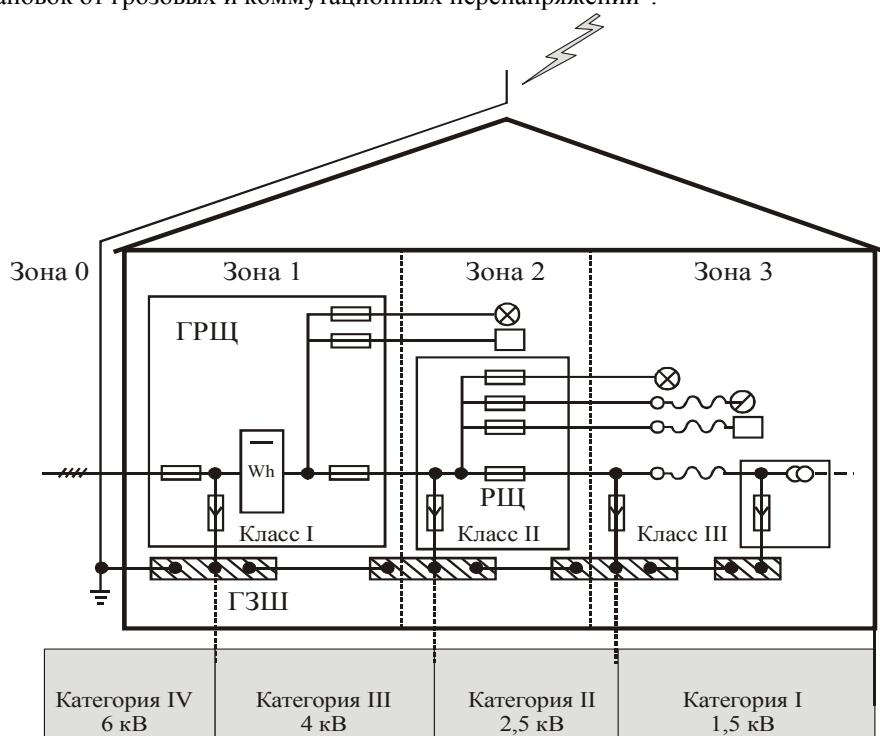 от грозовых и коммутационных перенапряжений".
Зона 0
Зона 1
Зона 2
Зона 3
ГРЩ
Wh
РЩ
Класс I
Класс II
Класс III
ГЗШ
Категория IV
6 кВ
Категория III
4 кВ
Категория II
2,5 кВ
Категория I
1,5 кВ